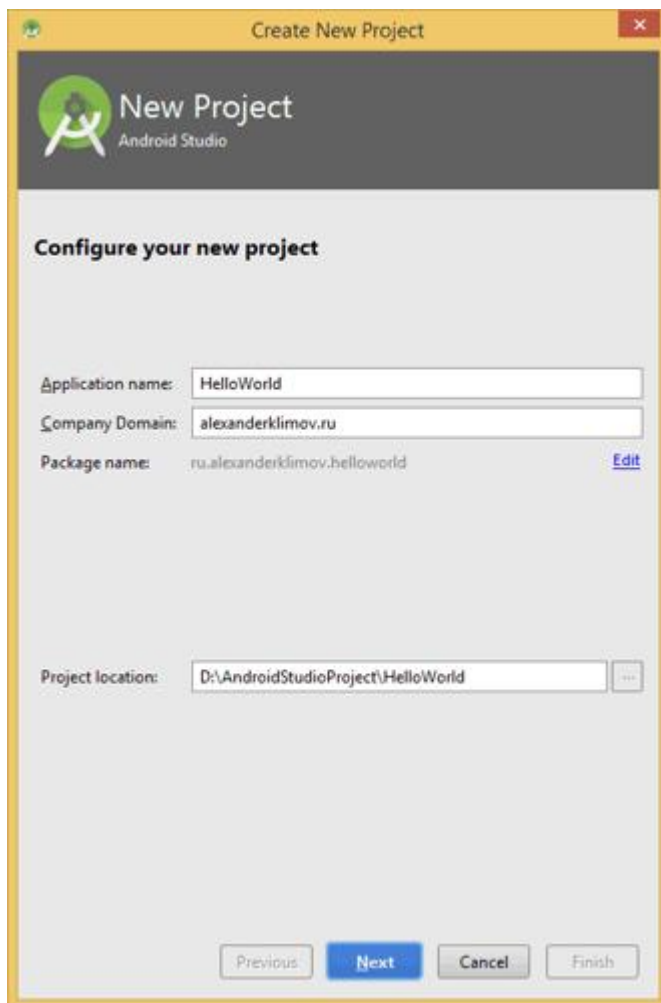 Create New Project
New Project
Android Studio
Configure your new project
Application name: HelloWorld
Company Domain: alexanderklimov.ru
Package name: ru.alexanderklimov.helloworld Edit
Project location: D:\AndroidStudioProject\HelloWorld ...
Previous Next Cancel Finish